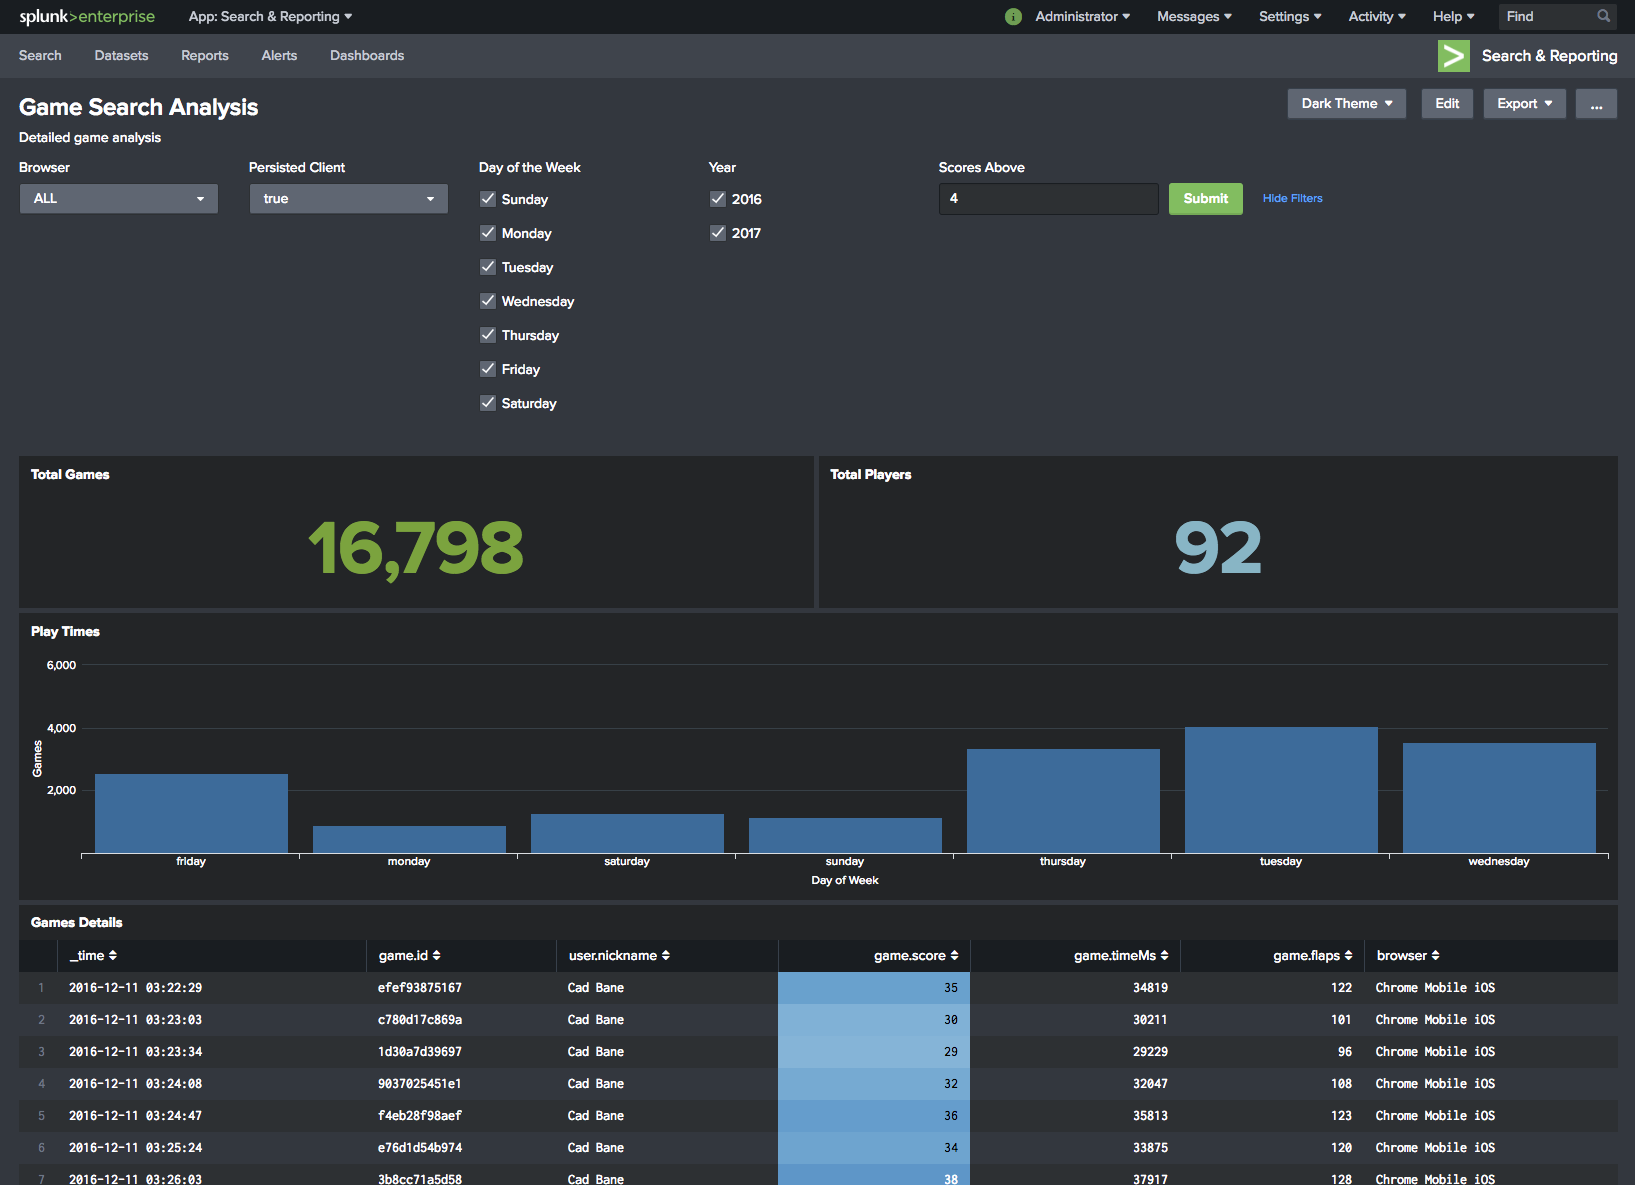 splunk>enterprise App: Search & Reporting i Administrator Messages Settings Activity Help Find
Search Datasets Reports Alerts Dashboards Search & Reporting
Game Search Analysis Dark Theme Edit Export ...
Detailed game analysis
Browser Persisted Client Day of the Week Year Scores Above
ALL true Sunday 2016 4 Submit Hide Filters
Monday 2017
Tuesday
Wednesday
Thursday
Friday
Saturday
Total Games Total Players
16,798 92
Play Times
6,000
4,000
Games
2,000
friday monday saturday sunday thursday tuesday wednesday
Day of Week
Games Details
_time game.id user.nickname game.score game.timeMs game.flaps browser
1 2016-12-11 03:22:29 efef93875167 Cad Bane 35 34819 122 Chrome Mobile iOS
2 2016-12-11 03:23:03 c780d17c869a Cad Bane 30 30211 101 Chrome Mobile iOS
3 2016-12-11 03:23:34 1d30a7d39697 Cad Bane 29 29229 96 Chrome Mobile iOS
4 2016-12-11 03:24:08 9037025451e1 Cad Bane 32 32047 108 Chrome Mobile iOS
5 2016-12-11 03:24:47 f4eb28f98aef Cad Bane 36 35813 123 Chrome Mobile iOS
6 2016-12-11 03:25:24 e76d1d54b974 Cad Bane 34 33875 120 Chrome Mobile iOS
7 2016-12-11 03:26:03 3b8cc71a5d58 Cad Bane 38 37917 128 Chrome Mobile iOS